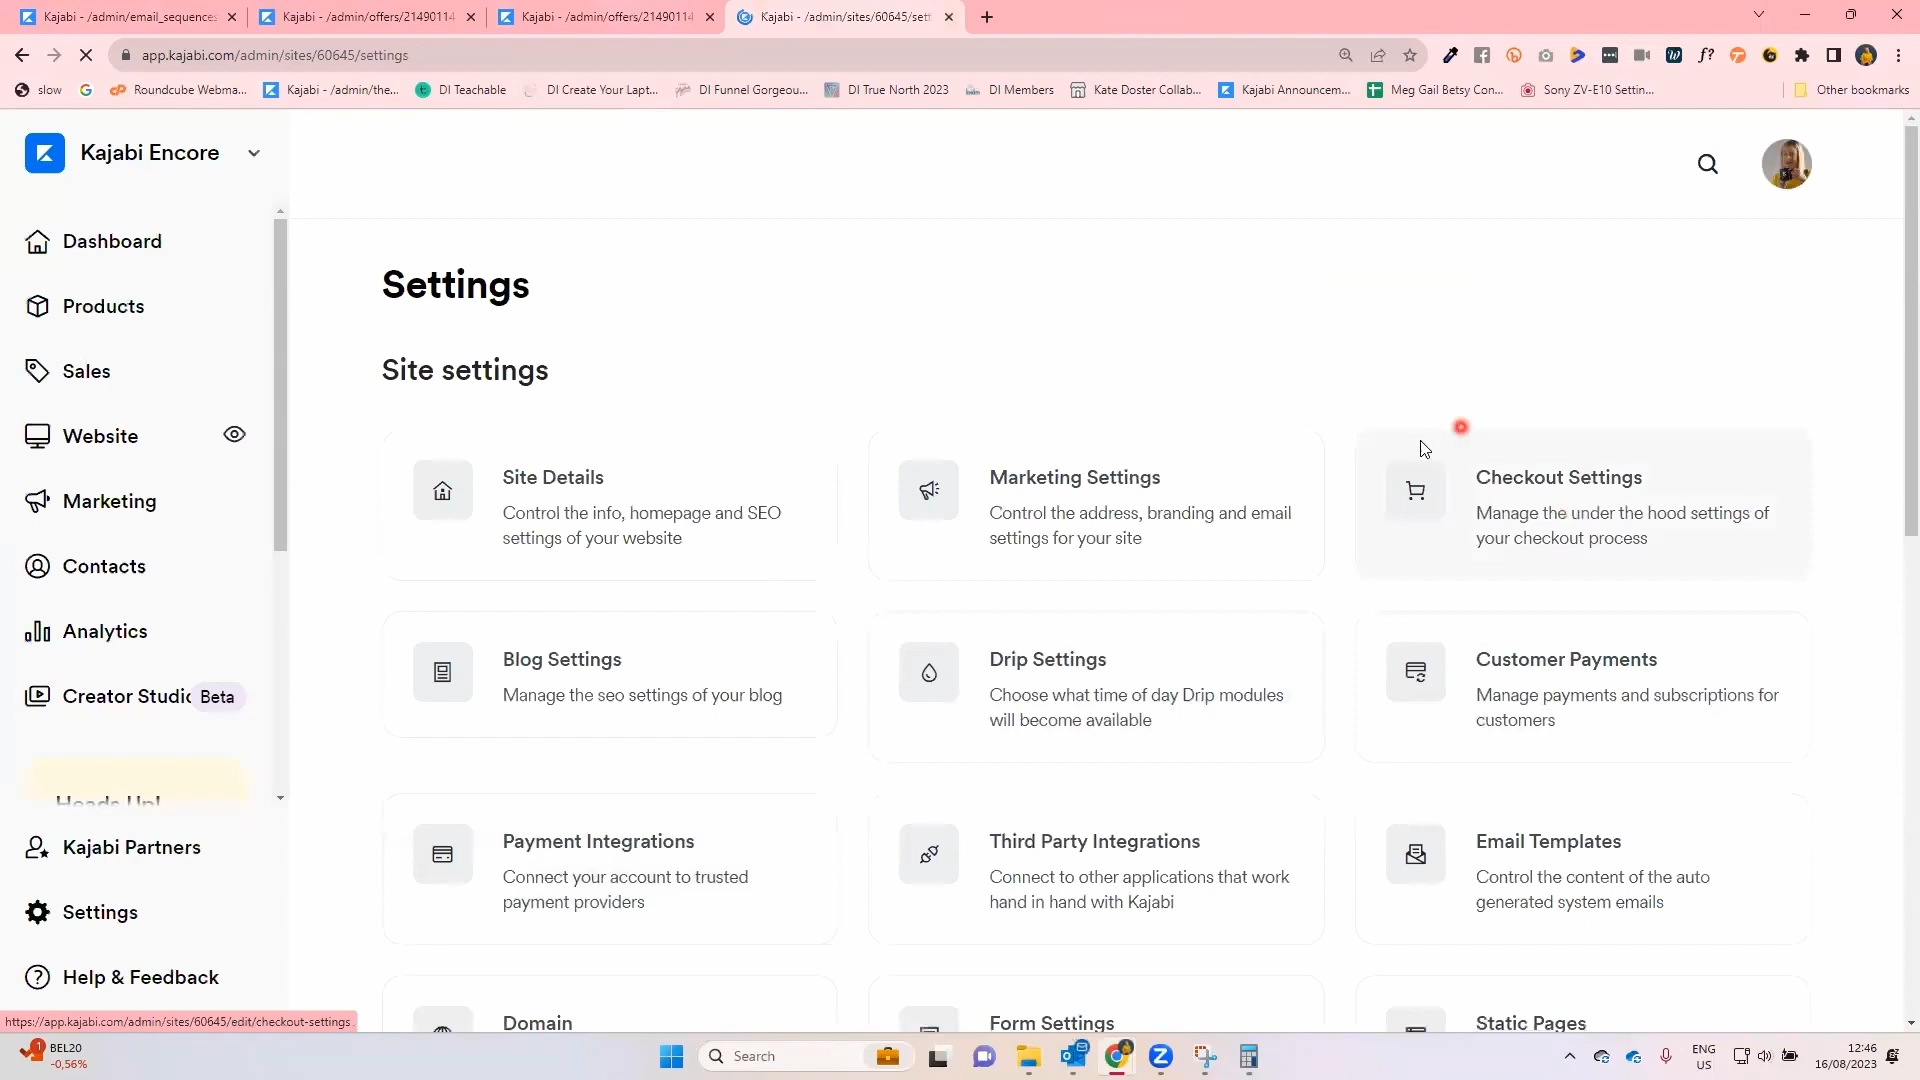 Kajabi - /admin/email_sequences
Kajabi - /admin/offers/21490114
Kajabi - /admin/offers/21490114
Kajabi - /admin/sites/60645/sett
app.kajabi.com/admin/sites/60645/settings
slow
Roundcube Webma...
Kajabi - /admin/the...
DI Teachable
DI Create Your Lapt...
DI Funnel Gorgeou...
DI True North 2023
DI Members
Kate Doster Collab...
Kajabi Announcem...
Meg Gail Betsy Con...
Sony ZV-E10 Settin...
Other bookmarks
Kajabi Encore
Dashboard
Products
Sales
Website
Marketing
Contacts
Analytics
Creator Studio Beta
Heads Up!
Kajabi Partners
Settings
Help & Feedback
https://app.kajabi.com/admin/sites/60645/edit/checkout-settings
Settings
Site settings
Site Details
Control the info, homepage and SEO
settings of your website
Marketing Settings
Control the address, branding and email
settings for your site
Checkout Settings
Manage the under the hood settings of
your checkout process
Blog Settings
Manage the seo settings of your blog
Drip Settings
Choose what time of day Drip modules
will become available
Customer Payments
Manage payments and subscriptions for
customers
Payment Integrations
Connect your account to trusted
payment providers
Third Party Integrations
Connect to other applications that work
hand in hand with Kajabi
Email Templates
Control the content of the auto
generated system emails
Domain
Form Settings
Static Pages
1
BEL20
-0,56%
Search
ENG
US
12:46
16/08/2023